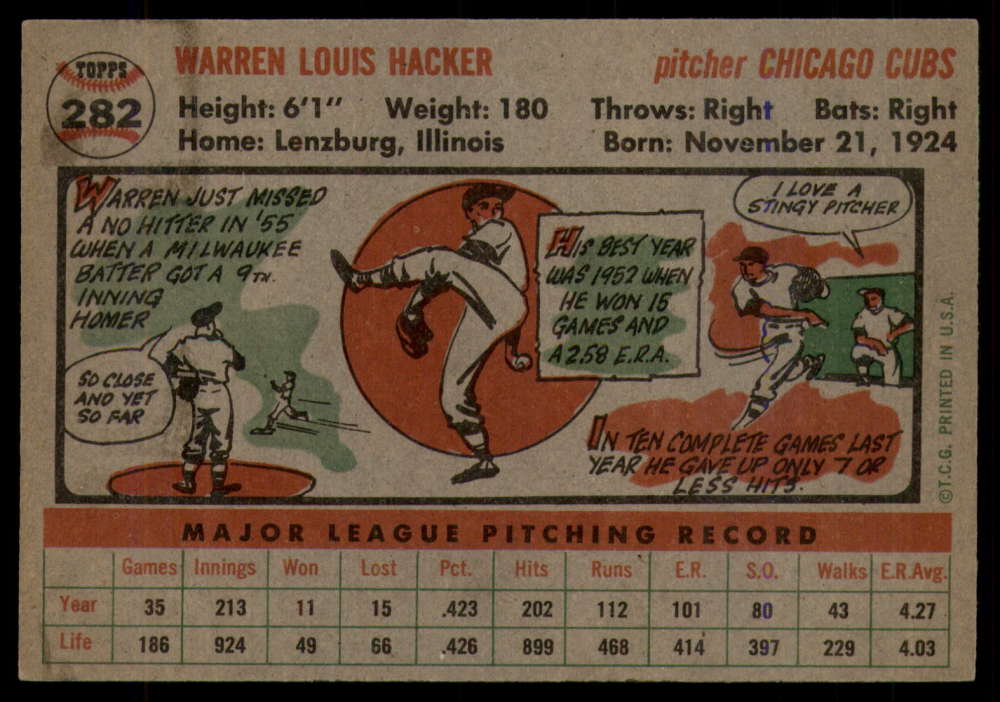 TOPPS
282
WARREN LOUIS HACKER
pitcher CHICAGO CUBS
Height: 6'1" Weight: 180 Throws: Right Bats: Right
Home: Lenzburg, Illinois Born: November 21, 1924
WARREN JUST MISSED
A NO HITTER IN '55
WHEN A MILWAUKEE
BATTER GOT A 9TH.
INNING
HOMER
SO CLOSE
AND YET
SO FAR
HIS BEST YEAR
WAS 1952 WHEN
HE WON 15
GAMES AND
A 2.58 E.R.A.
I LOVE A
STINGY PITCHER
IN TEN COMPLETE GAMES LAST
YEAR HE GAVE UP ONLY 7 OR
LESS HITS.
©T.C.G. PRINTED IN U.S.A.
MAJOR LEAGUE PITCHING RECORD
Games Innings Won Lost Pct. Hits Runs E.R. S.O. Walks E.R.Avg.
Year 35 213 11 15 .423 202 112 101 80 43 4.27
Life 186 924 49 66 .426 899 468 414 397 229 4.03